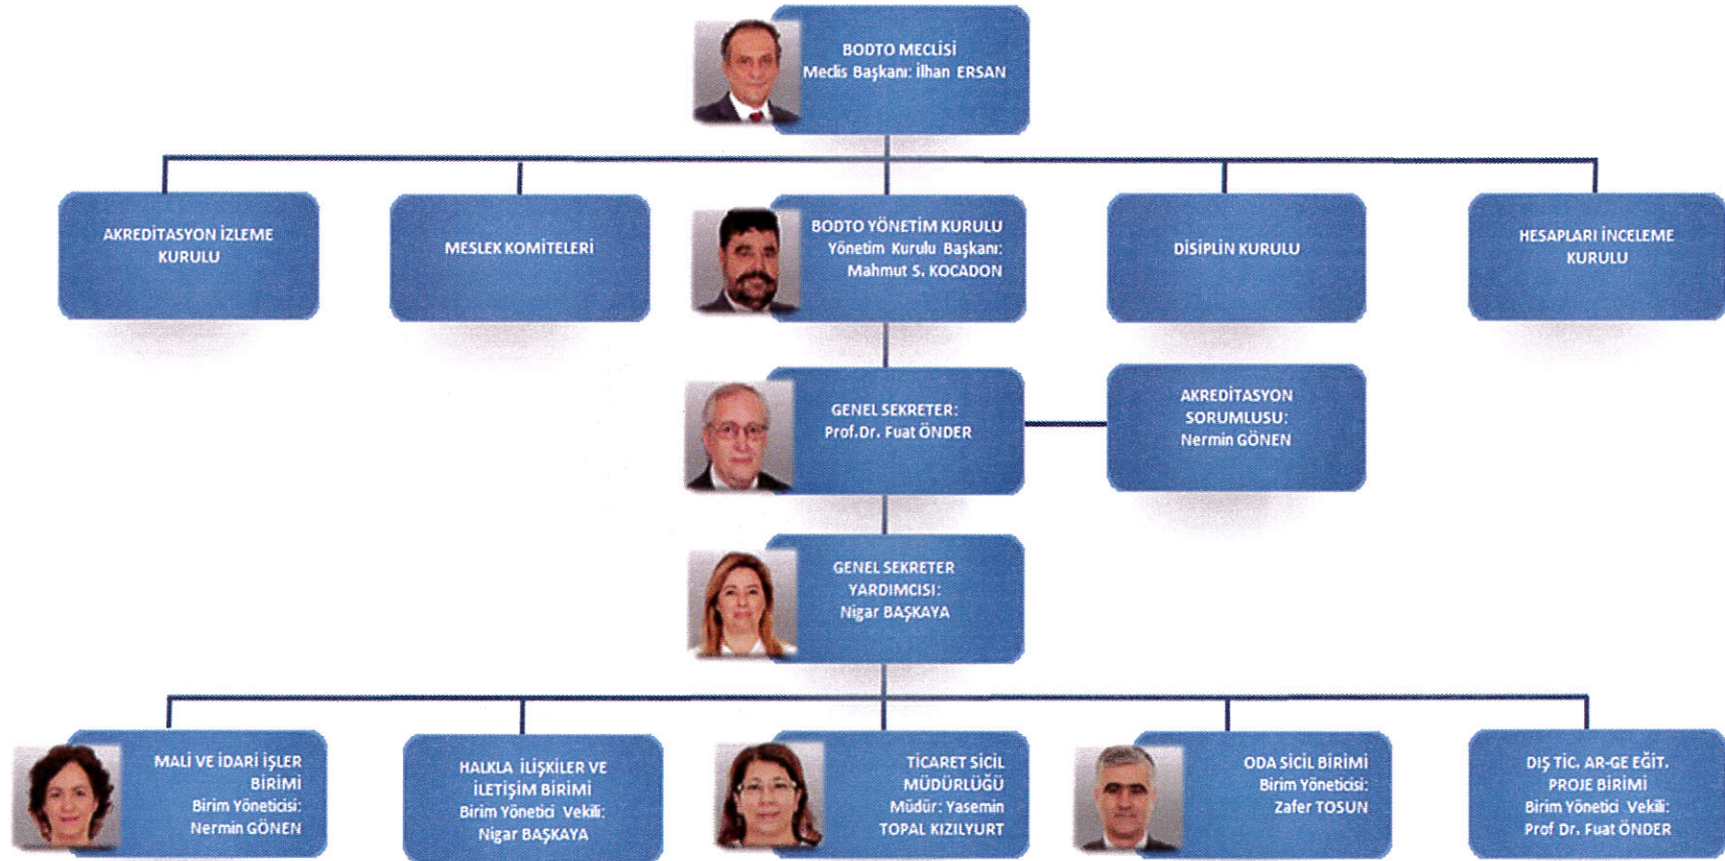 BODTO MECLİSİ
Meclis Başkanı: İlhan ERSAN
AKREDİTASYON İZLEME
KURULU
MESLEK KOMİTELERİ
BODTO YÖNETİM KURULU
Yönetim Kurulu Başkanı:
Mahmut S. KOCADON
DİSİPLİN KURULU
HESAPLARI İNCELEME
KURULU
GENEL SEKRETER:
Prof.Dr. Fuat ÖNDER
AKREDİTASYON
SORUMLUSU:
Nermin GÖNEN
GENEL SEKRETER
YARDIMCISI:
Nigar BAŞKAYA
MALİ VE İDARİ İŞLER
BİRİMİ
Birim Yöneticisi:
Nermin GÖNEN
HALKLA İLİŞKİLER VE
İLETİŞİM BİRİMİ
Birim Yönetici Vekili:
Nigar BAŞKAYA
TİCARET SİCİL
MÜDÜRLÜĞÜ
Müdür: Yasemin
TOPAL KIZILYURT
ODA SİCİL BİRİMİ
Birim Yöneticisi:
Zafer TOSUN
DIŞ TİC. AR-GE EĞİT.
PROJE BİRİMİ
Birim Yönetici Vekili:
Prof Dr. Fuat ÖNDER